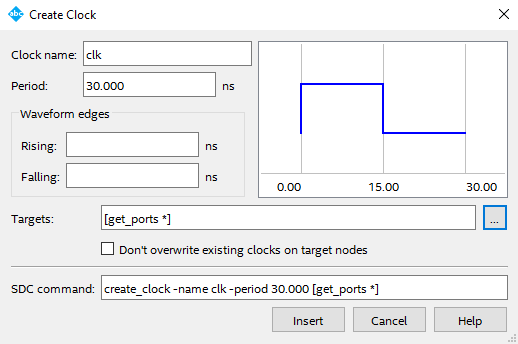 abc Create Clock
Clock name: clk
Period: 30.000 ns
Waveform edges
Rising: ns
Falling: ns
0.00 15.00 30.00
Targets: [get_ports *] ...
Don't overwrite existing clocks on target nodes
SDC command: create_clock -name clk -period 30.000 [get_ports *]
Insert Cancel Help